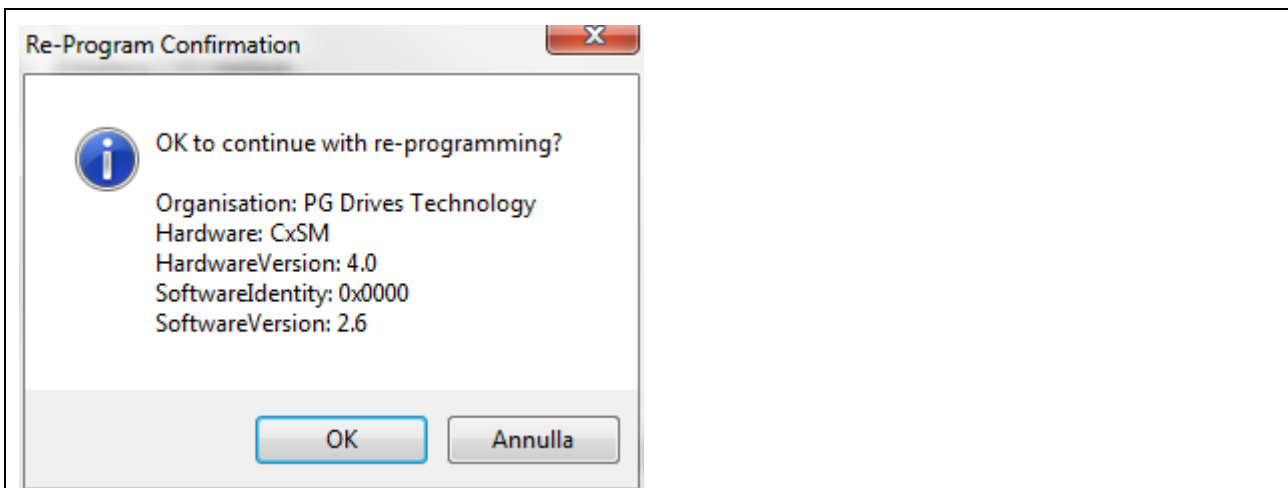 Re-Program Confirmation
OK to continue with re-programming?
Organisation: PG Drives Technology
Hardware: CxSM
HardwareVersion: 4.0
SoftwareIdentity: 0x0000
SoftwareVersion: 2.6
OK
Annulla